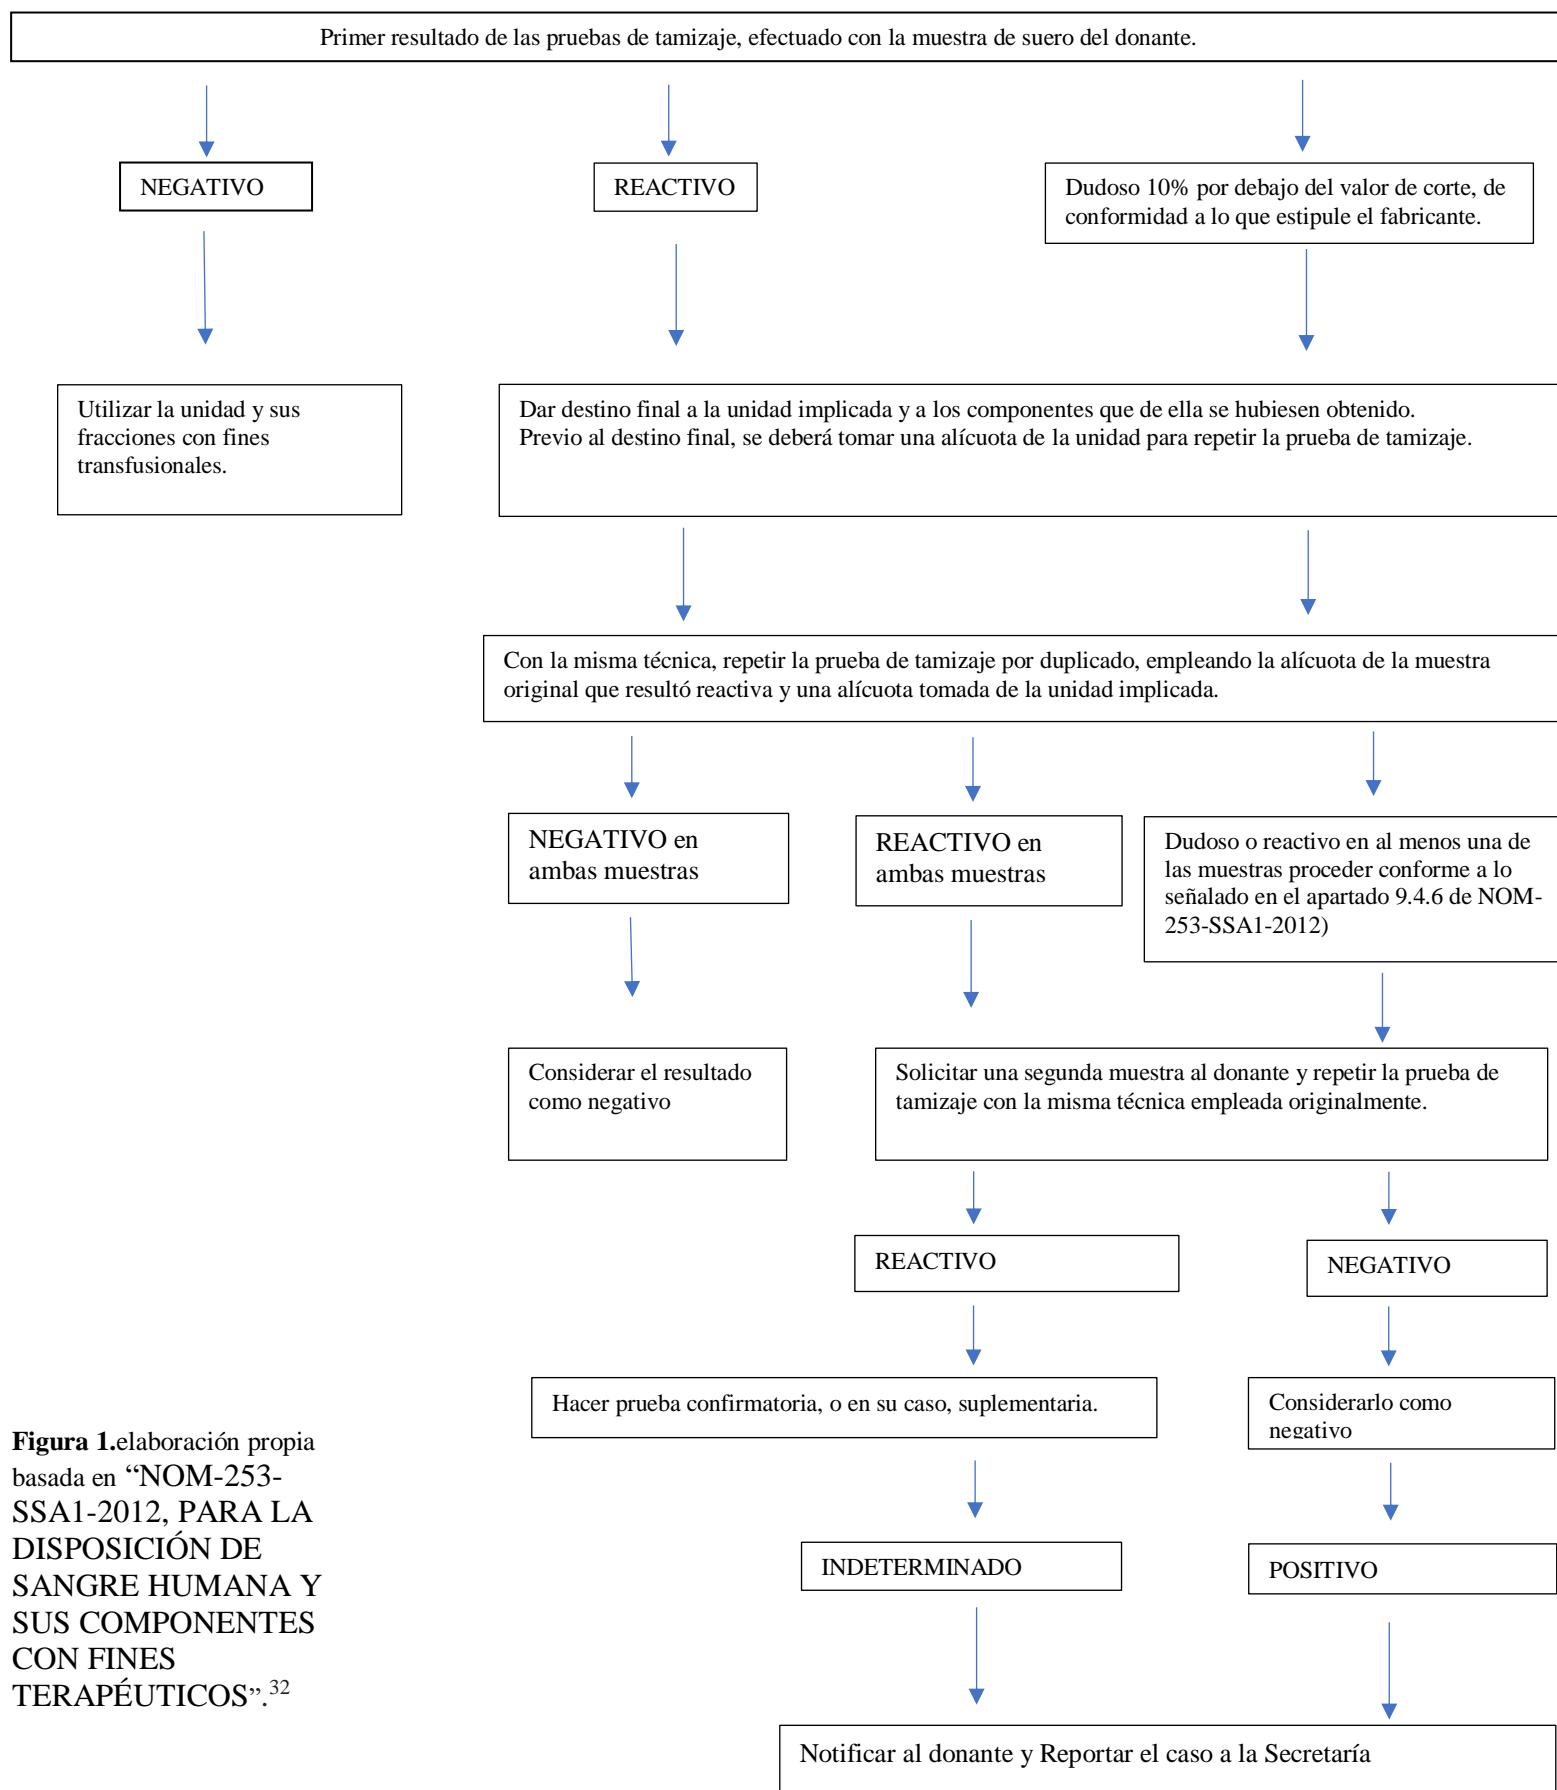 Primer resultado de las pruebas de tamizaje, efectuado con la muestra de suero del donante.
NEGATIVO
REACTIVO
Dudoso 10% por debajo del valor de corte, de
conformidad a lo que estipule el fabricante.
Utilizar la unidad y sus
fracciones con fines
transfusionales.
Dar destino final a la unidad implicada y a los componentes que de ella se hubiesen obtenido.
Previo al destino final, se deberá tomar una alícuota de la unidad para repetir la prueba de tamizaje.
Con la misma técnica, repetir la prueba de tamizaje por duplicado, empleando la alícuota de la muestra
original que resultó reactiva y una alícuota tomada de la unidad implicada.
NEGATIVO en
ambas muestras
REACTIVO en
ambas muestras
Dudoso o reactivo en al menos una de
las muestras proceder conforme a lo
señalado en el apartado 9.4.6 de NOM-
253-SSA1-2012)
Considerar el resultado
como negativo
Solicitar una segunda muestra al donante y repetir la prueba de
tamizaje con la misma técnica empleada originalmente.
REACTIVO
NEGATIVO
Hacer prueba confirmatoria, o en su caso, suplementaria.
Considerarlo como
negativo
INDETERMINADO
POSITIVO
Notificar al donante y Reportar el caso a la Secretaría
Figura 1.elaboración propia
basada en “NOM-253-
SSA1-2012, PARA LA
DISPOSICIÓN DE
SANGRE HUMANA Y
SUS COMPONENTES
CON FINES
TERAPÉUTICOS”.32